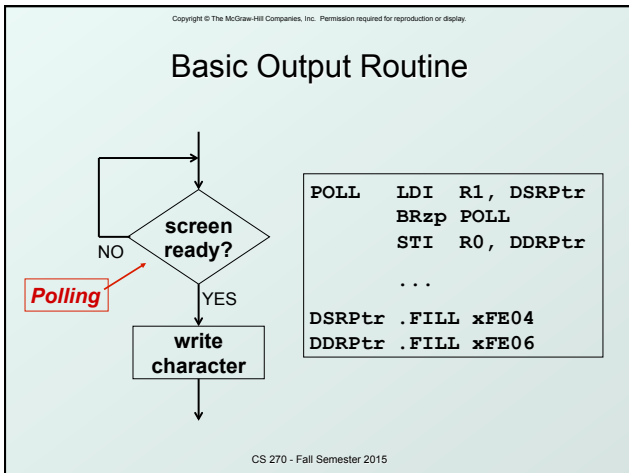 Copyright © The McGraw-Hill Companies, Inc. Permission required for reproduction or display.
Basic Output Routine
screen
ready?
NO
Polling
YES
write
character
POLL LDI R1, DSRPtr
BRzp POLL
STI R0, DDRPtr
...
DSRPtr .FILL xFE04
DDRPtr .FILL xFE06
CS 270 - Fall Semester 2015